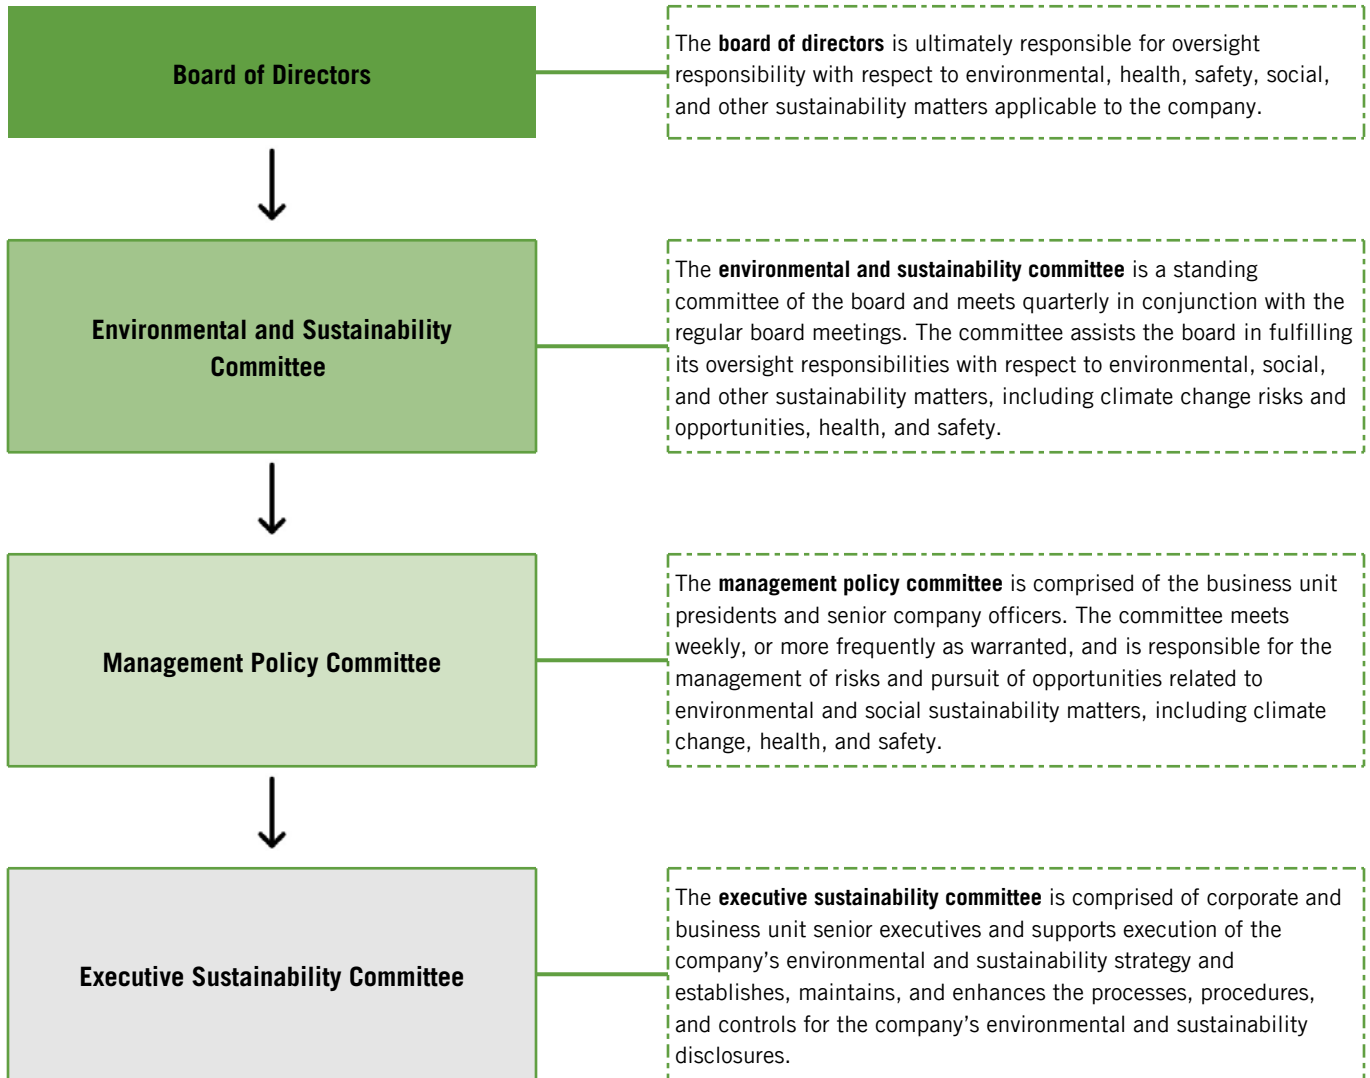 Board of Directors
The board of directors is ultimately responsible for oversight
responsibility with respect to environmental, health, safety, social,
and other sustainability matters applicable to the company.
Environmental and Sustainability
Committee
The environmental and sustainability committee is a standing
committee of the board and meets quarterly in conjunction with the
regular board meetings. The committee assists the board in fulfilling
its oversight responsibilities with respect to environmental, social,
and other sustainability matters, including climate change risks and
opportunities, health, and safety.
Management Policy Committee
The management policy committee is comprised of the business unit
presidents and senior company officers. The committee meets
weekly, or more frequently as warranted, and is responsible for the
management of risks and pursuit of opportunities related to
environmental and social sustainability matters, including climate
change, health, and safety.
Executive Sustainability Committee
The executive sustainability committee is comprised of corporate and
business unit senior executives and supports execution of the
company’s environmental and sustainability strategy and
establishes, maintains, and enhances the processes, procedures,
and controls for the company’s environmental and sustainability
disclosures.